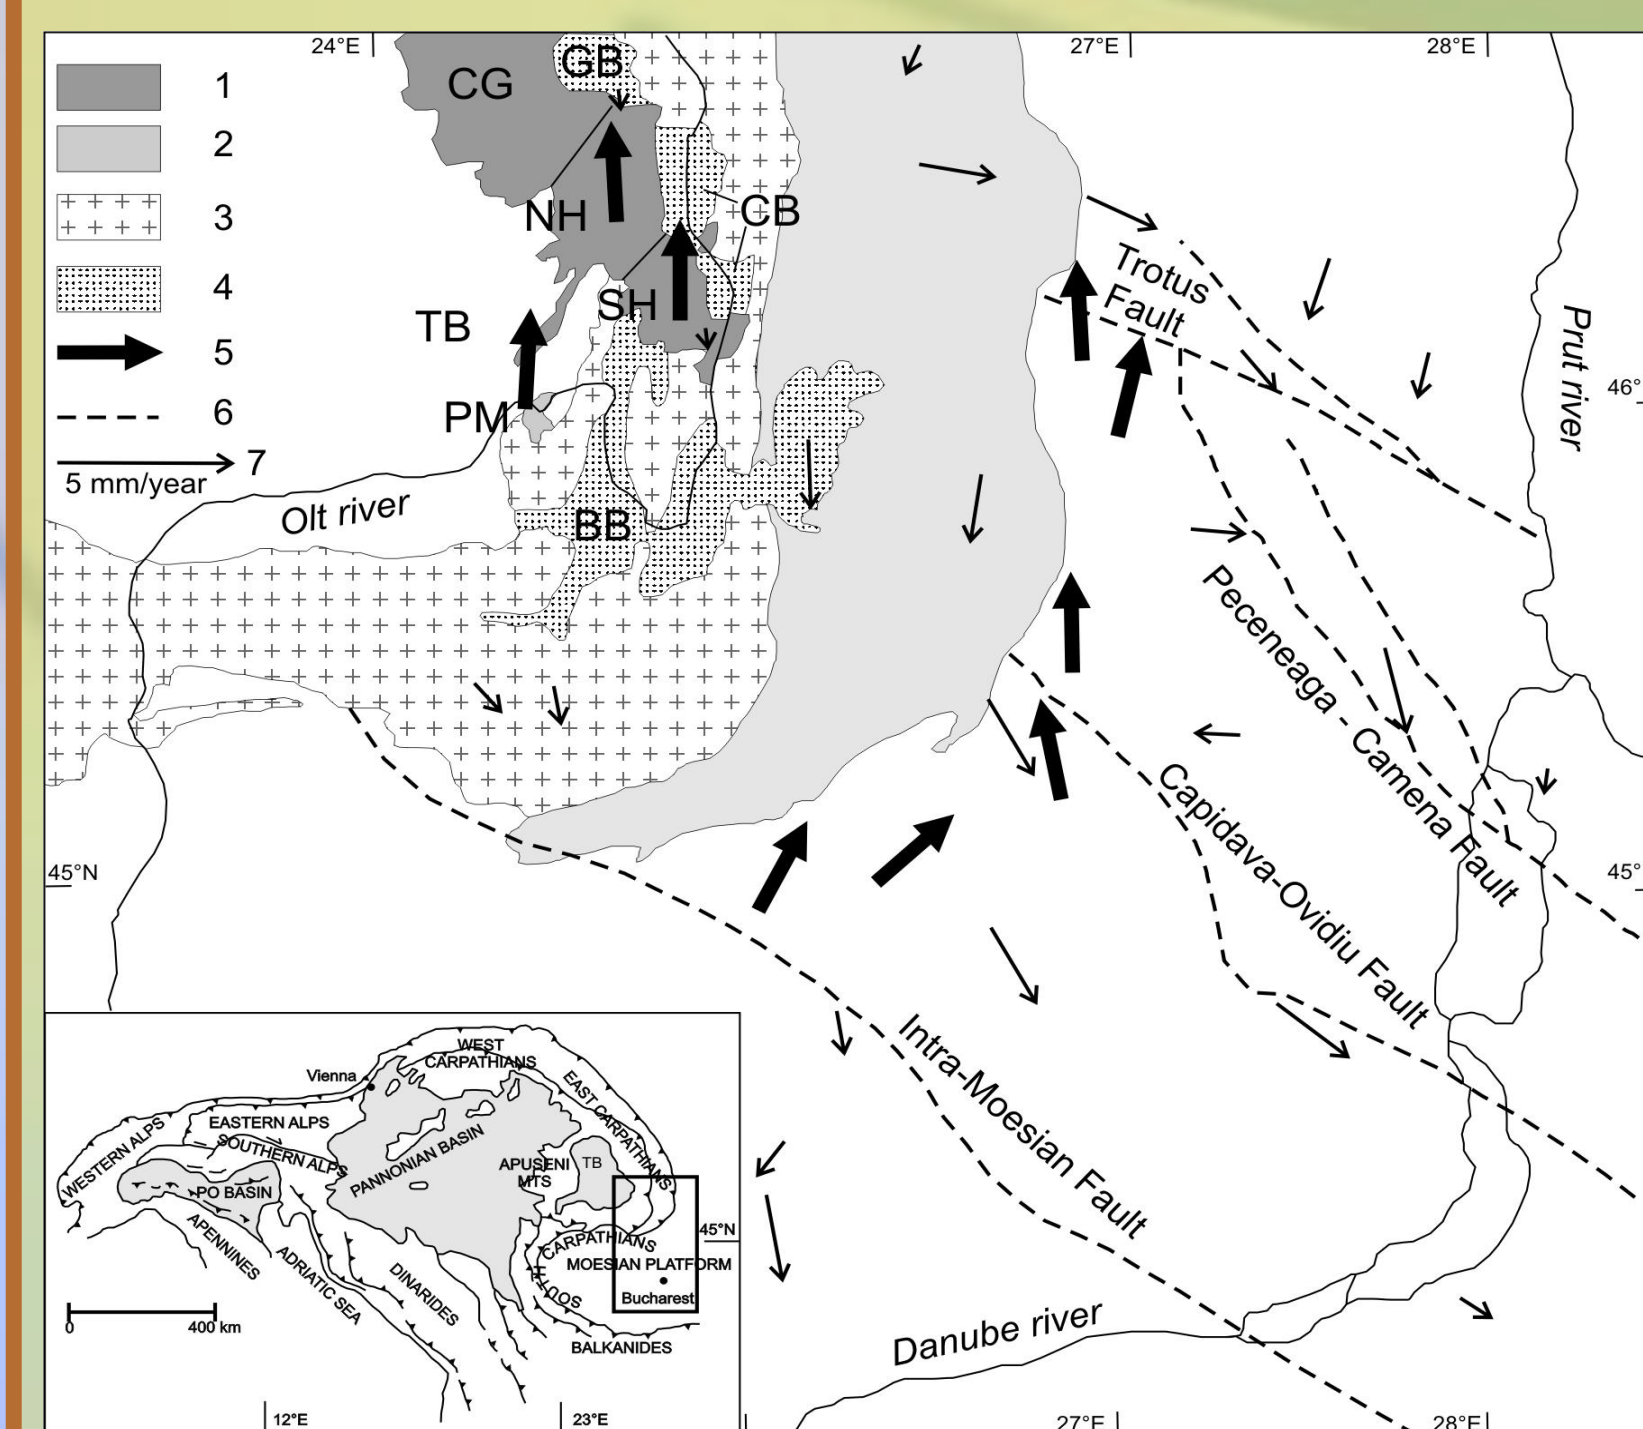 24°E
27°E
28°E
1
2
3
4
5
6
7
5 mm/year
CG
GB
NH
CB
SH
TB
PM
BB
Olt river
Trotus
Fault
Prut river
46°
Peceneaga - Camena Fault
Capidava-Ovidiu Fault
Intra-Moesian Fault
45°N
45°
Danube river
27°E
28°E
WEST
CARPATHIANS
Vienna
EAST CARPATHIANS
EASTERN ALPS
SOUTHERN ALPS
WESTERN ALPS
PANNONIAN BASIN
APUSENI
MTS
TB
PO BASIN
APENNINES
ADRIATIC SEA
DINARIDES
SOUTH
CARPATHIANS
MOESIAN PLATFORM
Bucharest
BALKANIDES
45°N
0
400 km
12°E
23°E